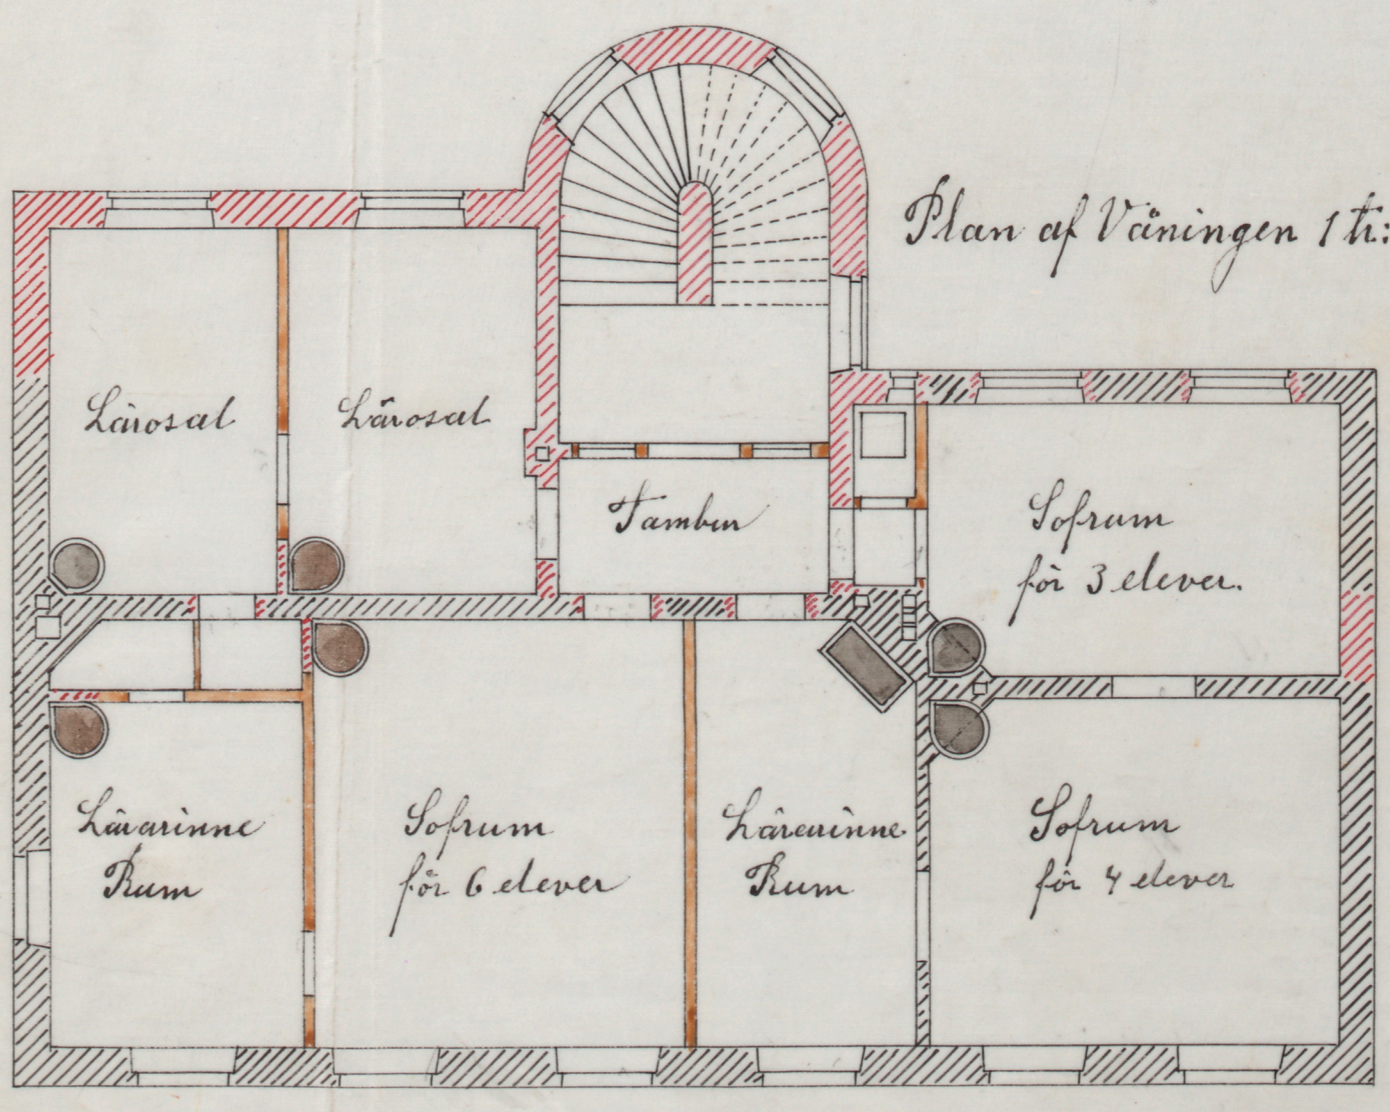 Plan af Våningen 1 tr:
Lärosal
Lärosal
Tambur
Sofrum
för 3 elever.
Lärarinne
Rum
Sofrum
för 6 elever
Lärarinne
Rum
Sofrum
för 4 elever